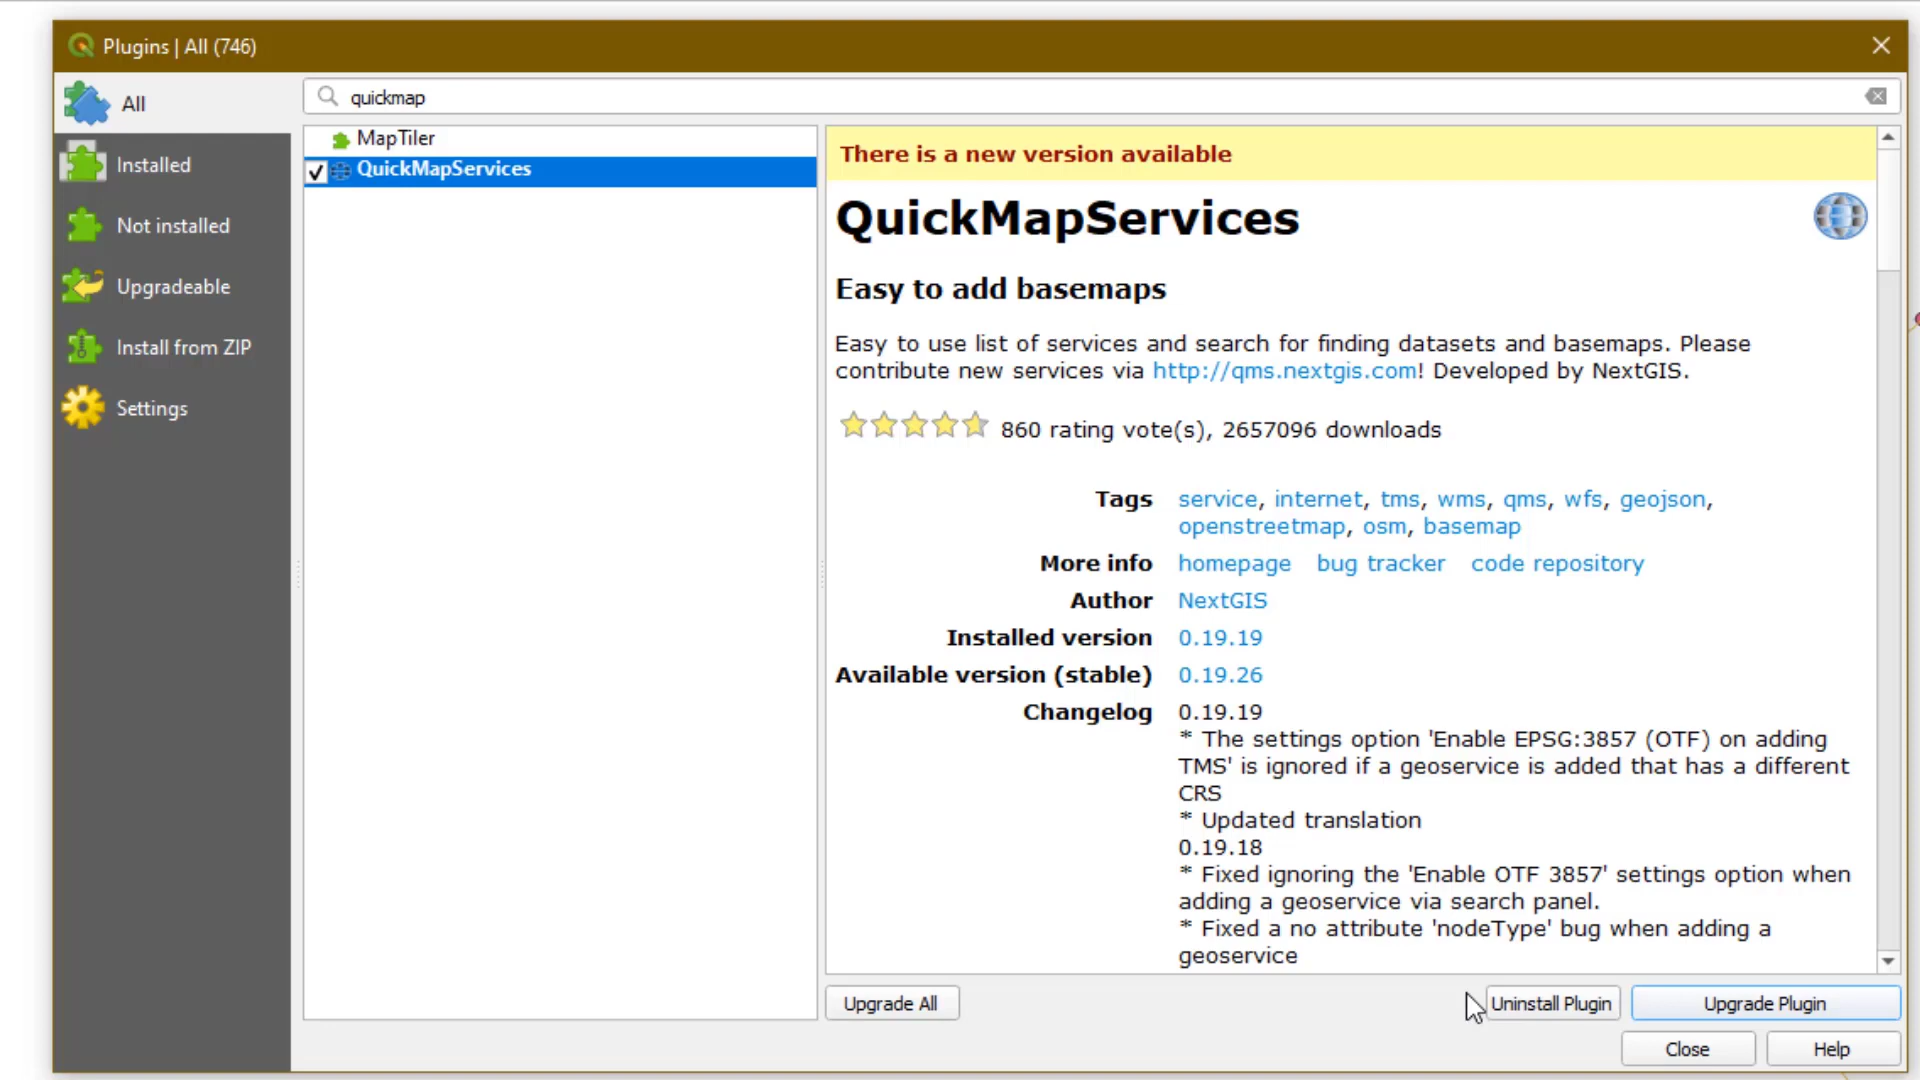 Plugins | All (746)
All
Installed
Not installed
Upgradeable
Install from ZIP
Settings
quickmap
MapTiler
QuickMapServices
There is a new version available
QuickMapServices
Easy to add basemaps
Easy to use list of services and search for finding datasets and basemaps. Please
contribute new services via http://qms.nextgis.com! Developed by NextGIS.
860 rating vote(s), 2657096 downloads
Tags service, internet, tms, wms, qms, wfs, geojson,
openstreetmap, osm, basemap
More info homepage bug tracker code repository
Author NextGIS
Installed version 0.19.19
Available version (stable) 0.19.26
Changelog 0.19.19
* The settings option 'Enable EPSG:3857 (OTF) on adding
TMS' is ignored if a geoservice is added that has a different
CRS
* Updated translation
0.19.18
* Fixed ignoring the 'Enable OTF 3857' settings option when
adding a geoservice via search panel.
* Fixed a no attribute 'nodeType' bug when adding a
geoservice
Upgrade All
Uninstall Plugin
Upgrade Plugin
Close
Help